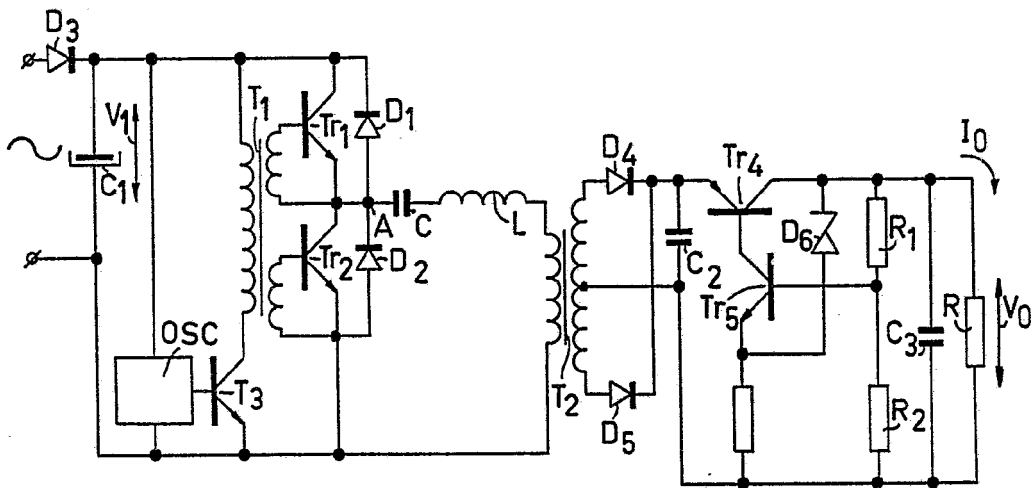 D3
T1
Tr1
D1
V1
C1
A
C
L
Tr2
D2
OSC
T3
D4
Tr4
I0
C2
D6
R1
Tr5
C3
R
V0
T2
D5
R2